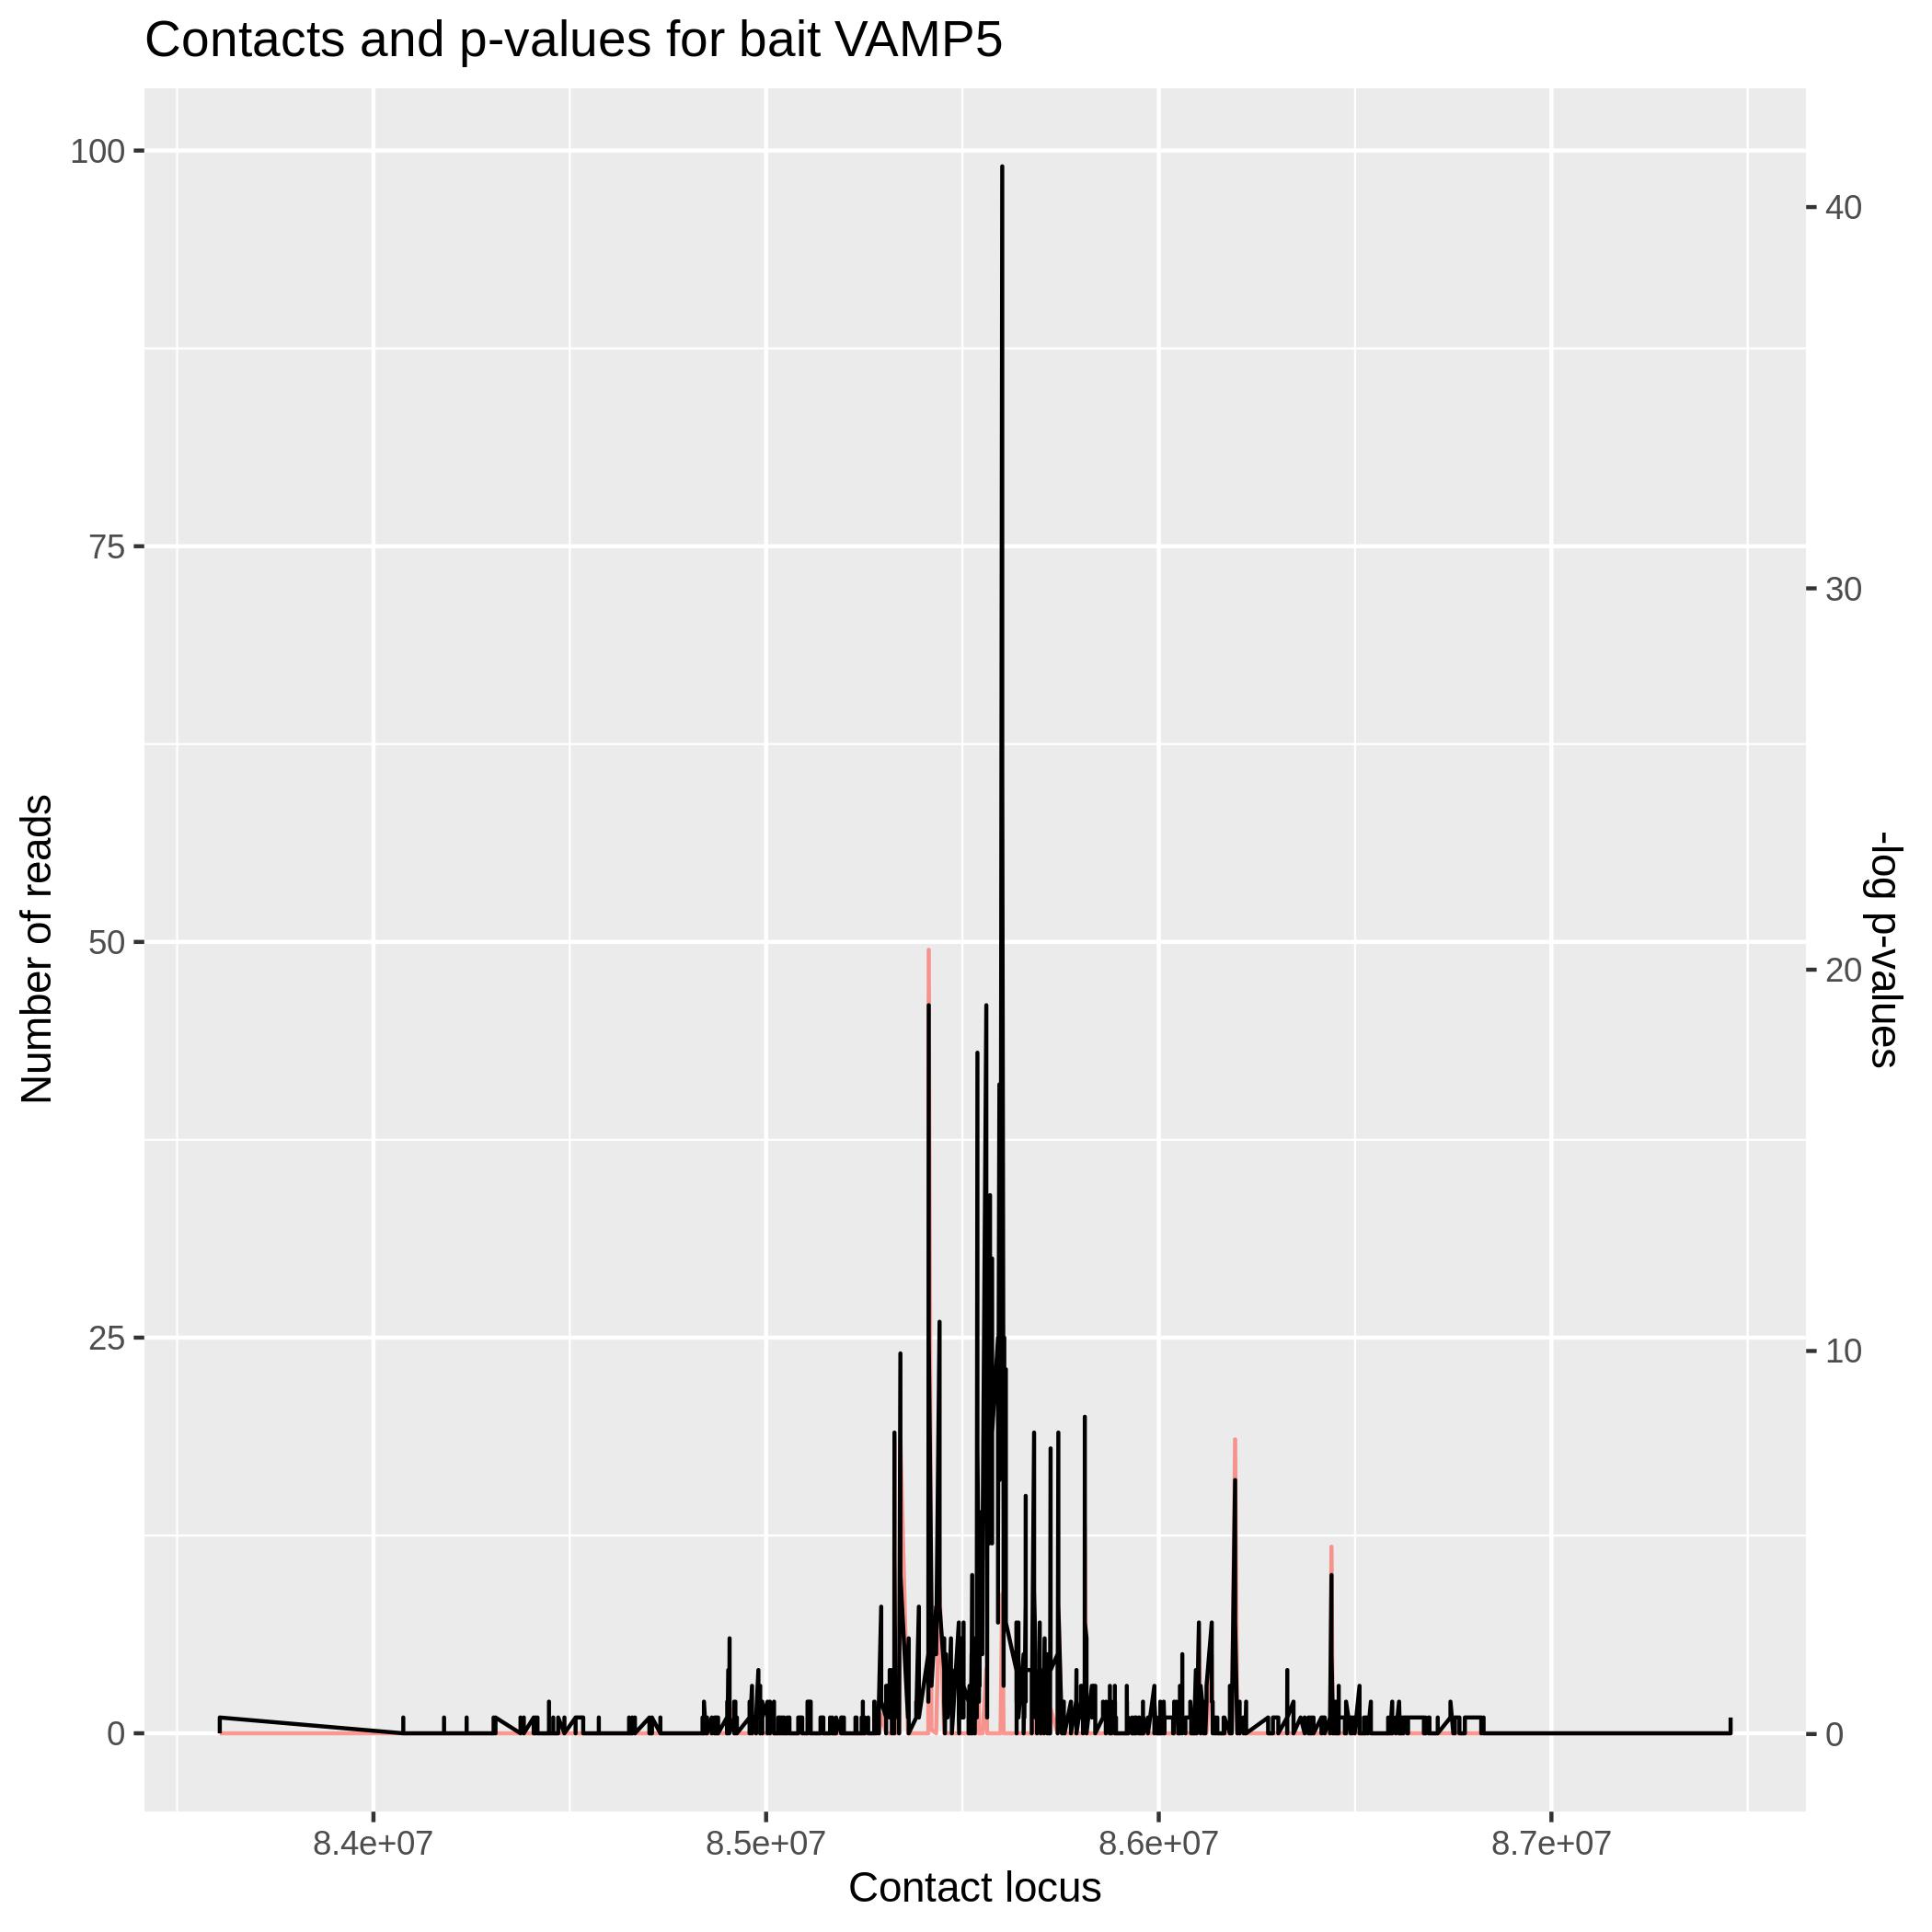 Contacts and p-values for bait VAMP5
100
75
50
25
0
Number of reads
40
30
20
10
0
-log p-values
8.4e+07
8.5e+07
8.6e+07
8.7e+07
Contact locus